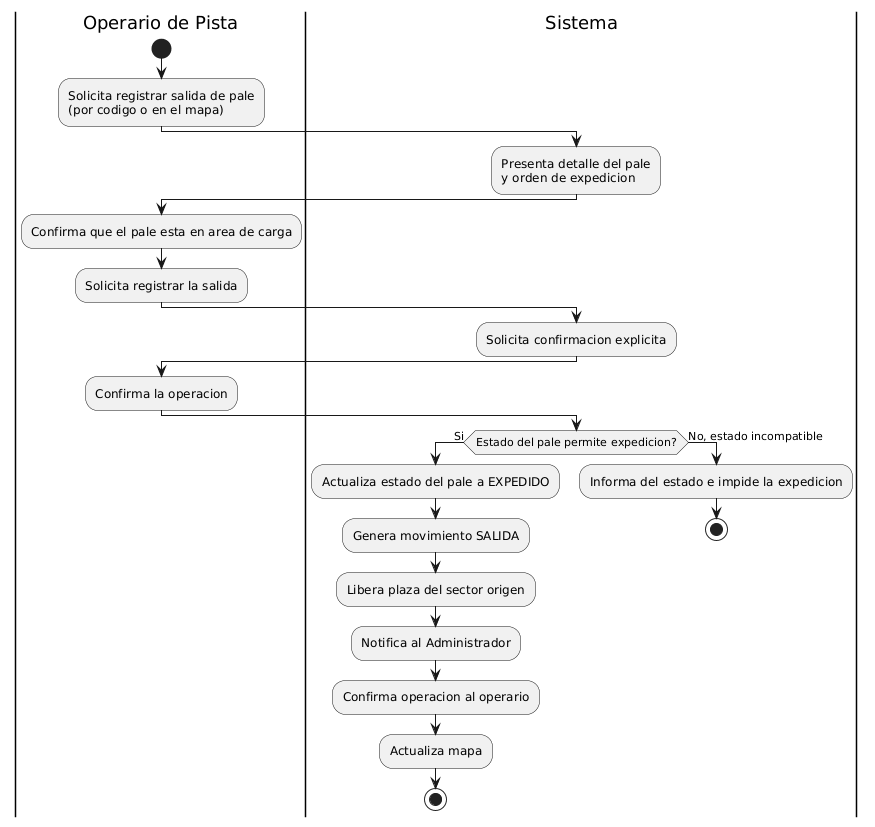 Operario de Pista
Sistema
Solicita registrar salida de pale
(por codigo o en el mapa)
Presenta detalle del pale
y orden de expedicion
Confirma que el pale esta en area de carga
Solicita registrar la salida
Solicita confirmacion explicita
Confirma la operacion
Si
Estado del pale permite expedicion?
No, estado incompatible
Actualiza estado del pale a EXPEDIDO
Informa del estado e impide la expedicion
Genera movimiento SALIDA
Libera plaza del sector origen
Notifica al Administrador
Confirma operacion al operario
Actualiza mapa